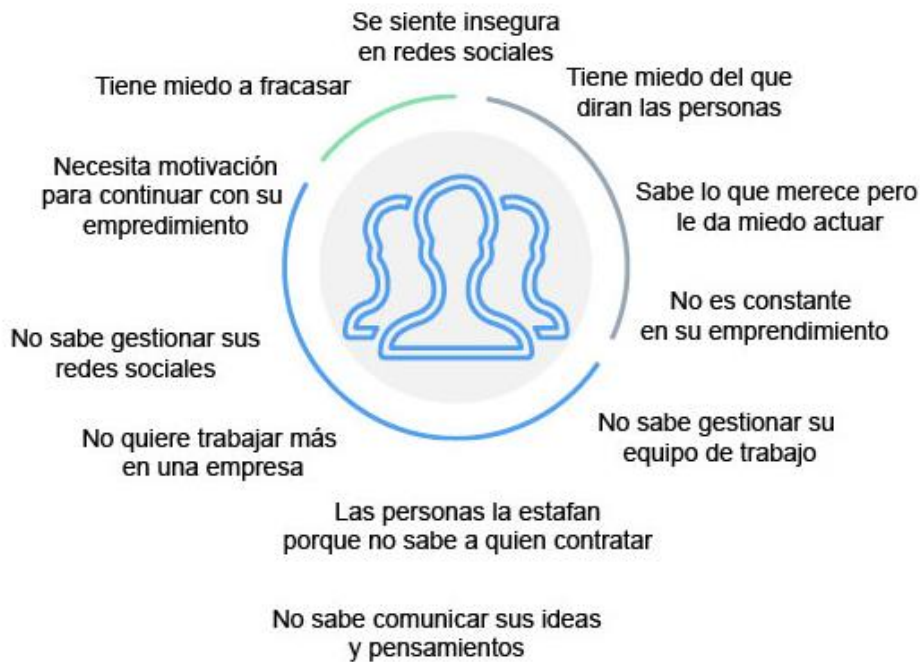 Se siente insegura
en redes sociales
Tiene miedo a fracasar
Tiene miedo del que
diran las personas
Necesita motivación
para continuar con su
empredimiento
Sabe lo que merece pero
le da miedo actuar
No es constante
en su emprendimiento
No sabe gestionar sus
redes sociales
No quiere trabajar más
en una empresa
No sabe gestionar su
equipo de trabajo
Las personas la estafan
porque no sabe a quien contratar
No sabe comunicar sus ideas
y pensamientos